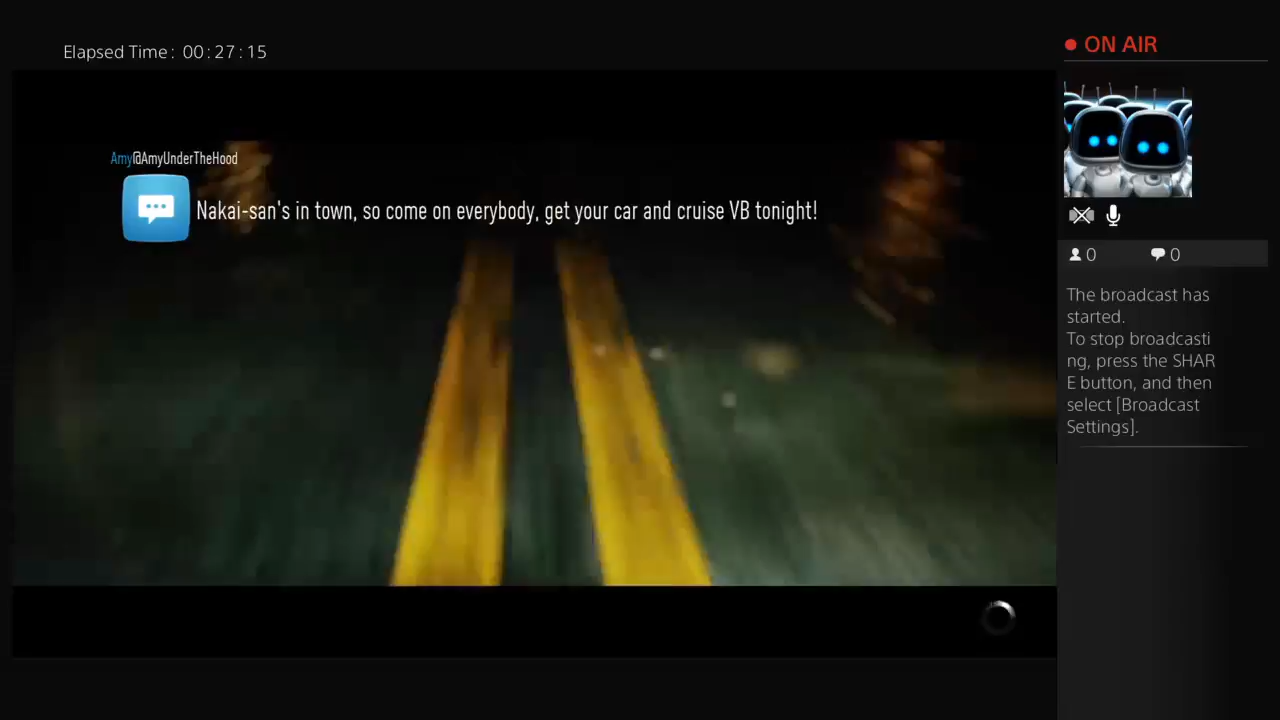 Elapsed Time: 00:27:15
ON AIR
Amy@AmyUnderTheHood
Nakai-san's in town, so come on everybody, get your car and cruise VB tonight!
0 0
The broadcast has
started.
To stop broadcasti
ng, press the SHAR
E button, and then
select [Broadcast
Settings].